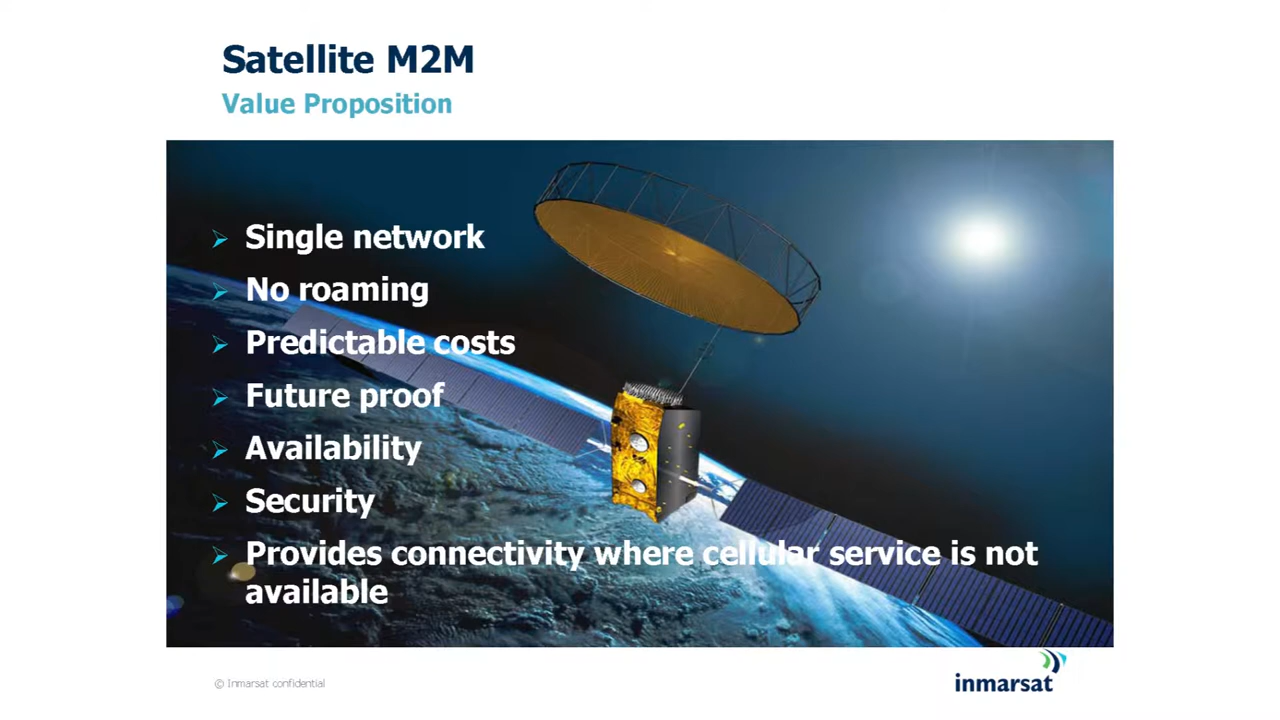 Satellite M2M
Value Proposition
Single network
No roaming
Predictable costs
Future proof
Availability
Security
Provides connectivity where cellular service is not
available
© Inmarsat confidential
inmarsat